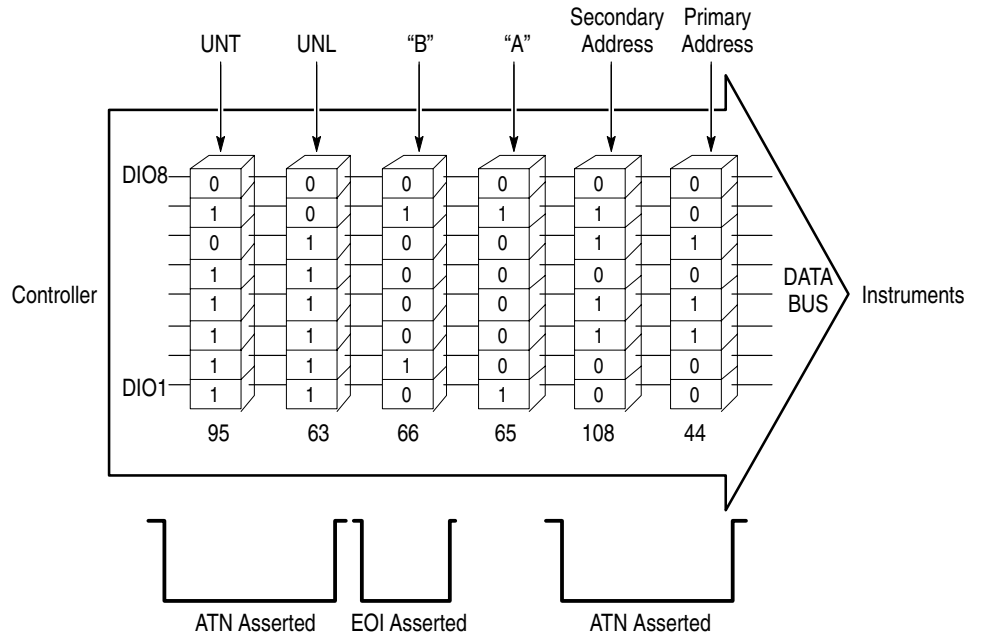 Secondary Primary
UNT UNL “B” “A” Address Address
DIO8 0 0 0 0 0 0
1 0 1 1 1 0
0 1 0 0 1 1
1 1 0 0 0 0
Controller 1 1 0 0 1 1 DATA BUS Instruments
1 1 0 0 1 1
1 1 1 0 0 0
DIO1 1 1 0 1 0 0
95 63 66 65 108 44
ATN Asserted EOI Asserted ATN Asserted